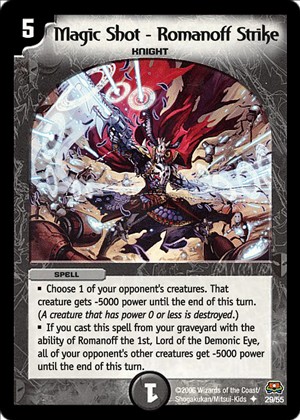 5
Magic Shot - Romanoff Strike
KNIGHT
SPELL
▪ Choose 1 of your opponent's creatures. That
creature gets -5000 power until the end of this turn.
(A creature that has power 0 or less is destroyed.)
▪ If you cast this spell from your graveyard with the
ability of Romanoff the 1st, Lord of the Demonic Eye,
all of your opponent's other creatures get -5000
power until the end of this turn.
1
©2006 Wizards of the Coast/
Shogakukan/Mitsui-Kids
29/55